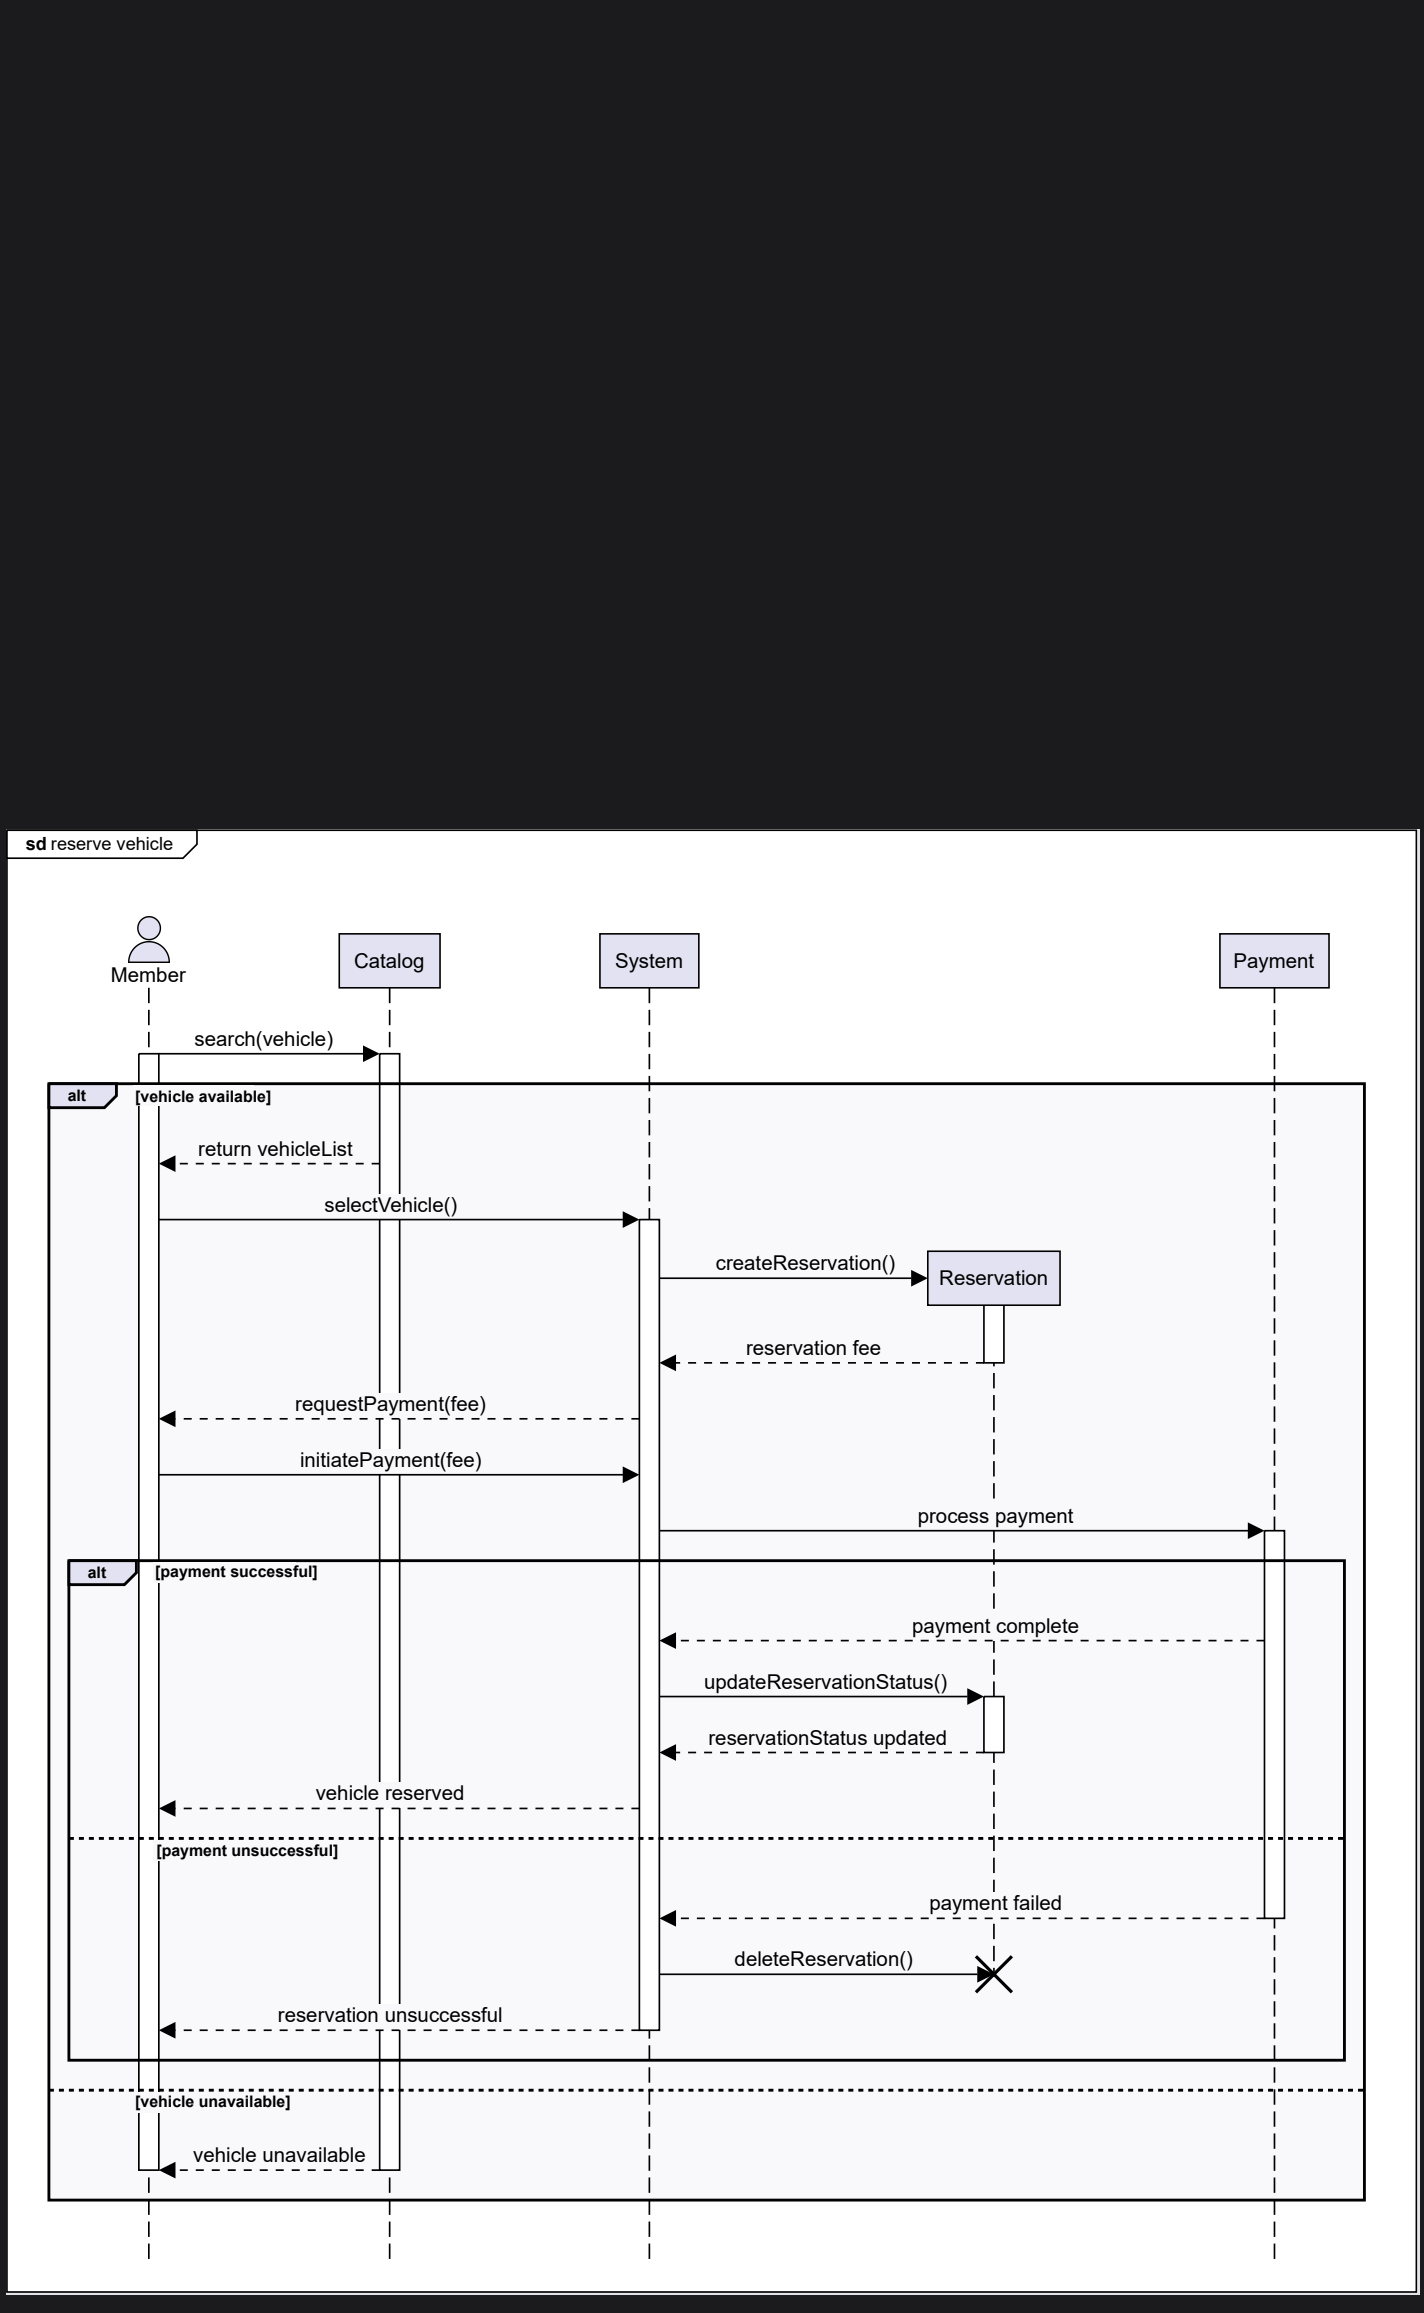 sd reserve vehicle
Member
Catalog
System
Payment
search(vehicle)
alt
[vehicle available]
return vehicleList
selectVehicle()
createReservation()
Reservation
reservation fee
requestPayment(fee)
initiatePayment(fee)
process payment
alt
[payment successful]
payment complete
updateReservationStatus()
reservationStatus updated
vehicle reserved
[payment unsuccessful]
payment failed
deleteReservation()
reservation unsuccessful
[vehicle unavailable]
vehicle unavailable